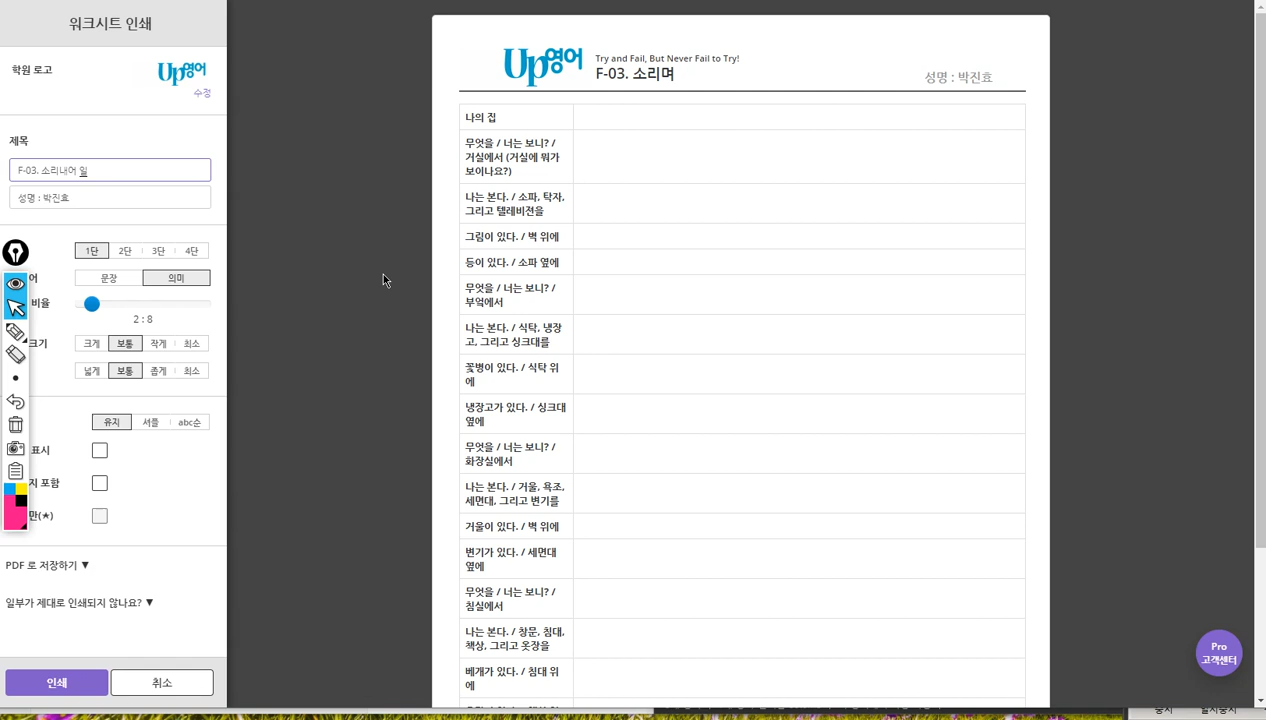 워크시트 인쇄
학원 로고
Up영어
수정
제목
F-03. 소리내어 일
성명 : 박진효
1단 2단 3단 4단
어 문장 의미
비율
2 : 8
크기 크게 보통 작게 최소
넓게 보통 좁게 최소
유지 셔플 abc순
표시
지 포함
만(★)
PDF 로 저장하기 ▼
일부가 제대로 인쇄되지 않나요? ▼
인쇄 취소
Up영어
Try and Fail, But Never Fail to Try!
F-03. 소리며
성명 : 박진효
나의 집
무엇을 / 너는 보니? /
거실에서 (거실에 뭐가
보이나요?)
나는 본다. / 소파, 탁자,
그리고 텔레비젼을
그림이 있다. / 벽 위에
등이 있다. / 소파 옆에
무엇을 / 너는 보니? /
부엌에서
나는 본다. / 식탁, 냉장
고, 그리고 싱크대를
꽃병이 있다. / 식탁 위
에
냉장고가 있다. / 싱크대
옆에
무엇을 / 너는 보니? /
화장실에서
나는 본다. / 거울, 욕조,
세면대, 그리고 변기를
거울이 있다. / 벽 위에
변기가 있다. / 세면대
옆에
무엇을 / 너는 보니? /
침실에서
나는 본다. / 창문, 침대,
책상, 그리고 옷장을
베개가 있다. / 침대 위
에
Pro
고객센터
중지 일시중지